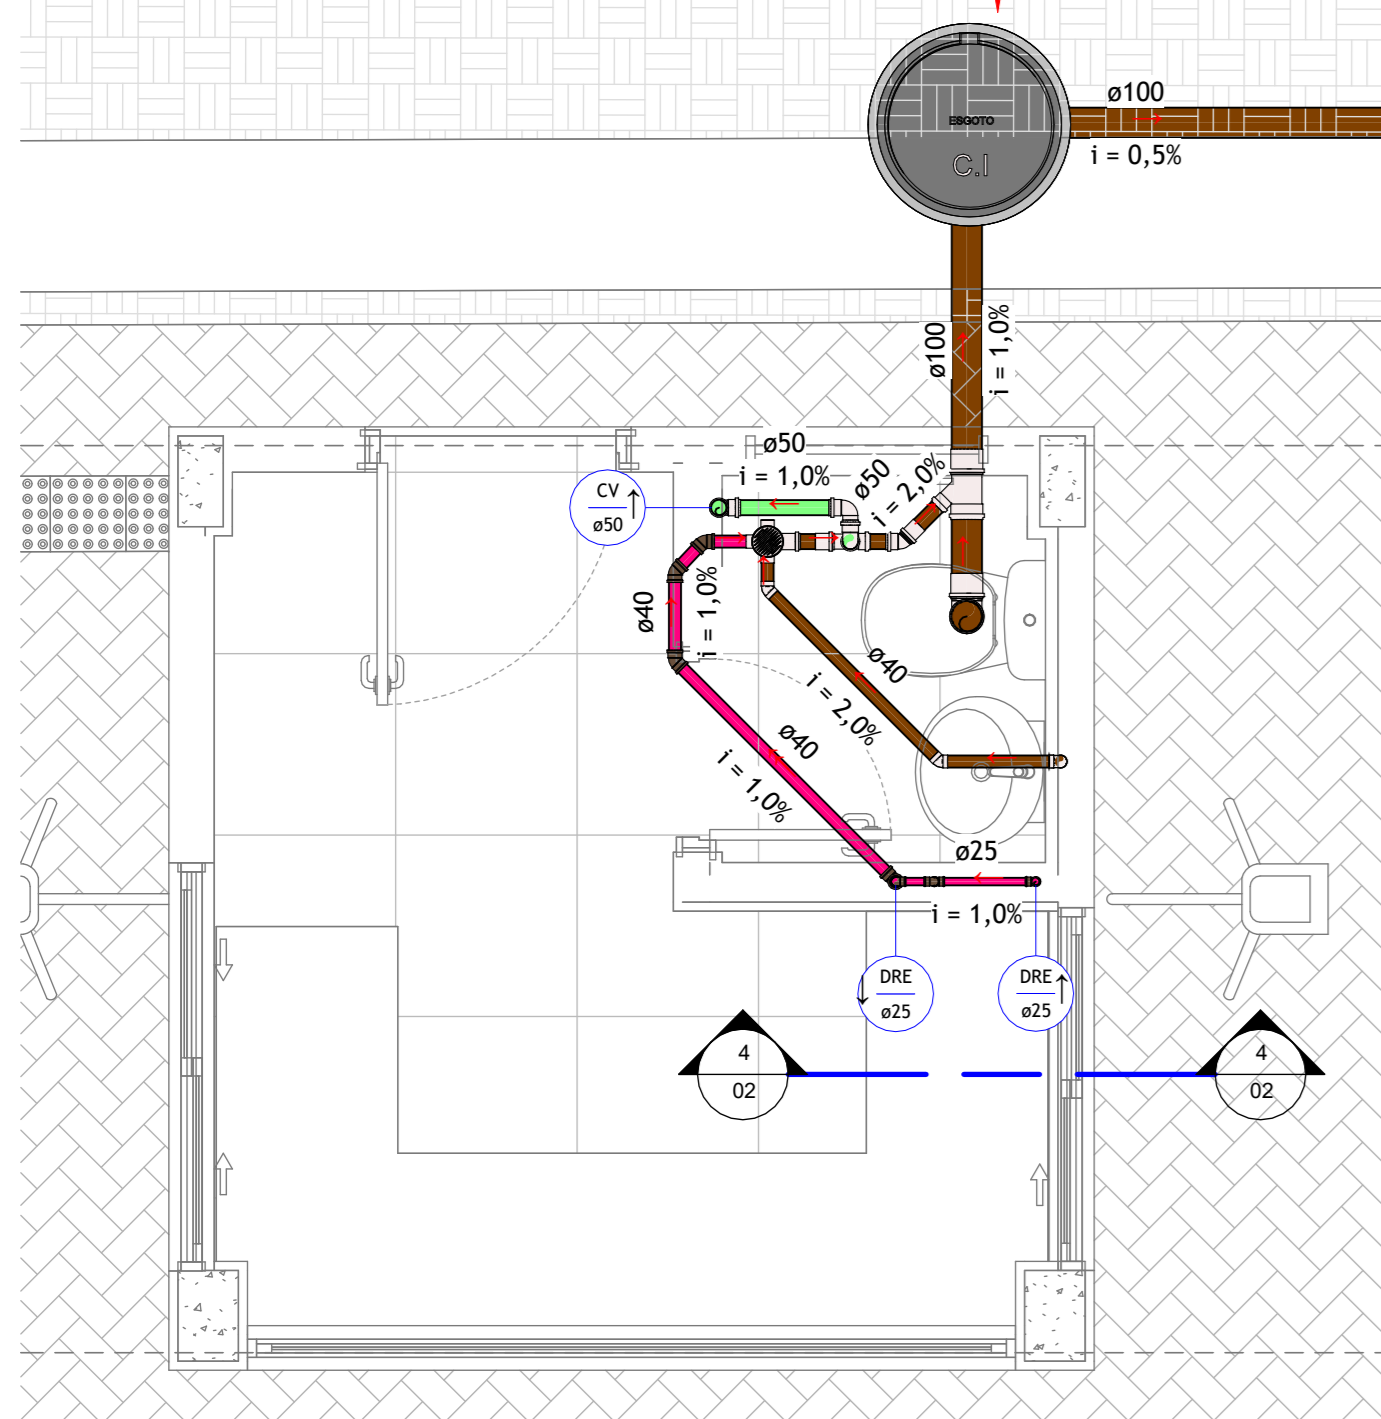 ø100
ESGOTO
i = 0,5%
C.I
ø100
i = 1,0%
ø50
i = 1,0%
ø50
i = 2,0%
CV
ø50
ø40
i = 1,0%
ø40
i = 2,0%
ø40
i = 1,0%
ø25
i = 1,0%
DRE
ø25
DRE
ø25
4
02
4
02